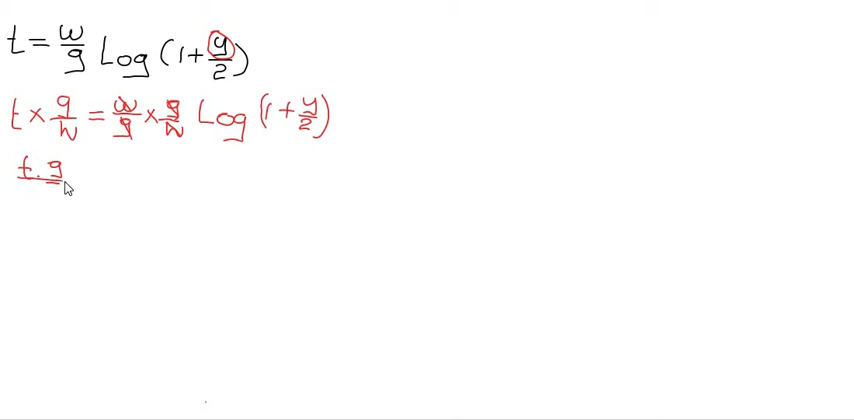 t = w/g Log (1 + y/2)
t × g/w = w/g × g/w Log (1 + y/2)
t . g